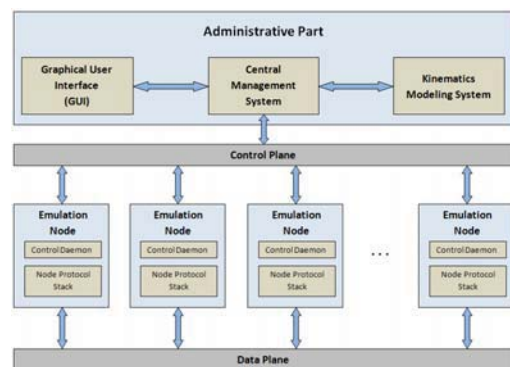 Administrative Part
Graphical User
Interface
(GUI)
Central
Management
System
Kinematics
Modeling System
Control Plane
Emulation
Node
Control Daemon
Node Protocol
Stack
Emulation
Node
Control Daemon
Node Protocol
Stack
Emulation
Node
Control Daemon
Node Protocol
Stack
...
Emulation
Node
Control Daemon
Node Protocol
Stack
Data Plane